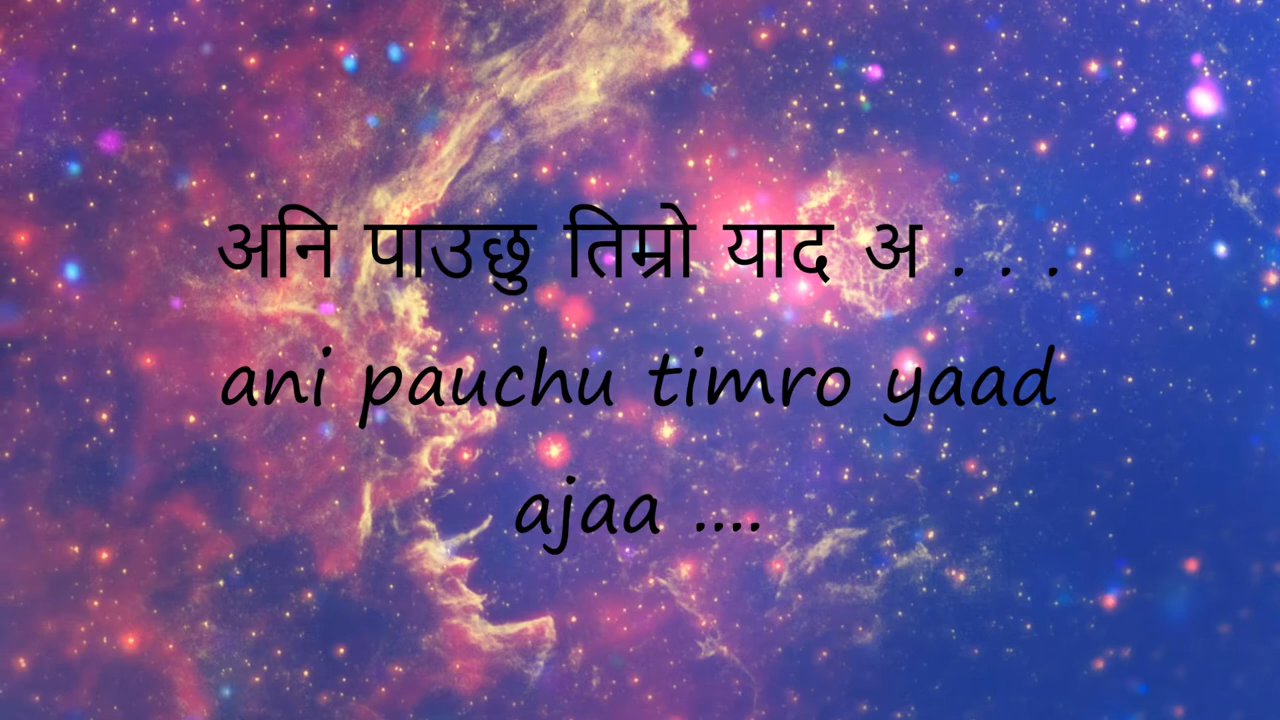 अनि पाउछु तिम्रो याद अ . . .
ani pauchu timro yaad
ajaa ....